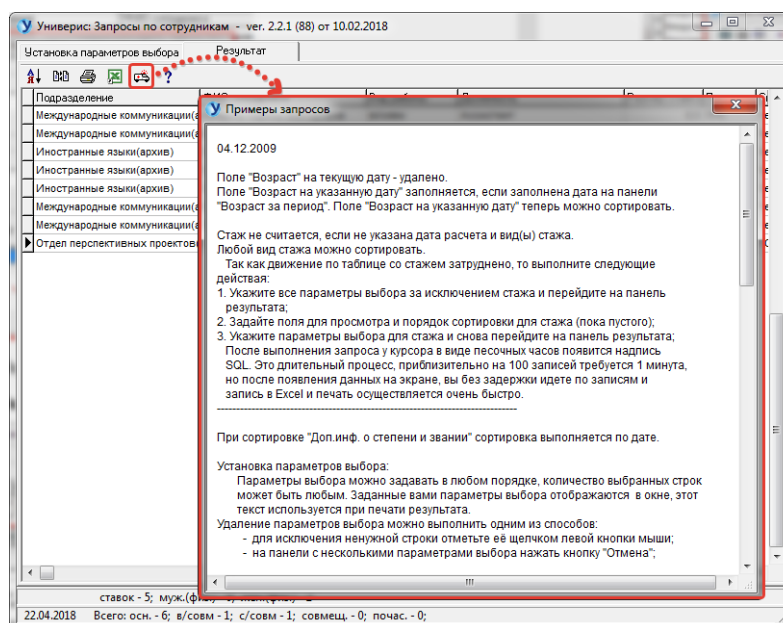 Универис: Запросы по сотрудникам - ver. 2.2.1 (88) от 10.02.2018
Установка параметров выбора
Результат
Подразделение
Международные коммуникации(а
Международные коммуникации(а
Иностранные языки(архив)
Иностранные языки(архив)
Иностранные языки(архив)
Международные коммуникации(а
Международные коммуникации(а
Отдел перспективных проектов
Примеры запросов
04.12.2009
Поле "Возраст" на текущую дату - удалено.
Поле "Возраст на указанную дату" заполняется, если заполнена дата на панели
"Возраст за период". Поле "Возраст на указанную дату" теперь можно сортировать.
Стаж не считается, если не указана дата расчета и вид(ы) стажа.
Любой вид стажа можно сортировать.
Так как движение по таблице со стажем затруднено, то выполните следующие
действая:
1. Укажите все параметры выбора за исключением стажа и перейдите на панель
результата;
2. Задайте поля для просмотра и порядок сортировки для стажа (пока пустого);
3. Укажите параметры выбора для стажа и снова перейдите на панель результата;
После выполнения запроса у курсора в виде песочных часов появится надпись
SQL. Это длительный процесс, приблизительно на 100 записей требуется 1 минута,
но после появления данных на экране, вы без задержки идете по записям и
запись в Excel и печать осуществляется очень быстро.
--------------------------------------------------------------------------------
При сортировке "Доп.инф. о степени и звании" сортировка выполняется по дате.
Установка параметров выбора:
Параметры выбора можно задавать в любом порядке, количество выбранных строк
может быть любым. Заданные вами параметры выбора отображаются в окне, этот
текст используется при печати результата.
Удаление параметров выбора можно выполнить одним из способов:
- для исключения ненужной строки отметьте её щелчком левой кнопки мыши;
- на панели с несколькими параметрами выбора нажать кнопку "Отмена";
ставок - 5; муж.(ф
22.04.2018 Всего: осн. - 6; в/совм - 1; с/совм - 1; совмещ. - 0; почас. - 0;